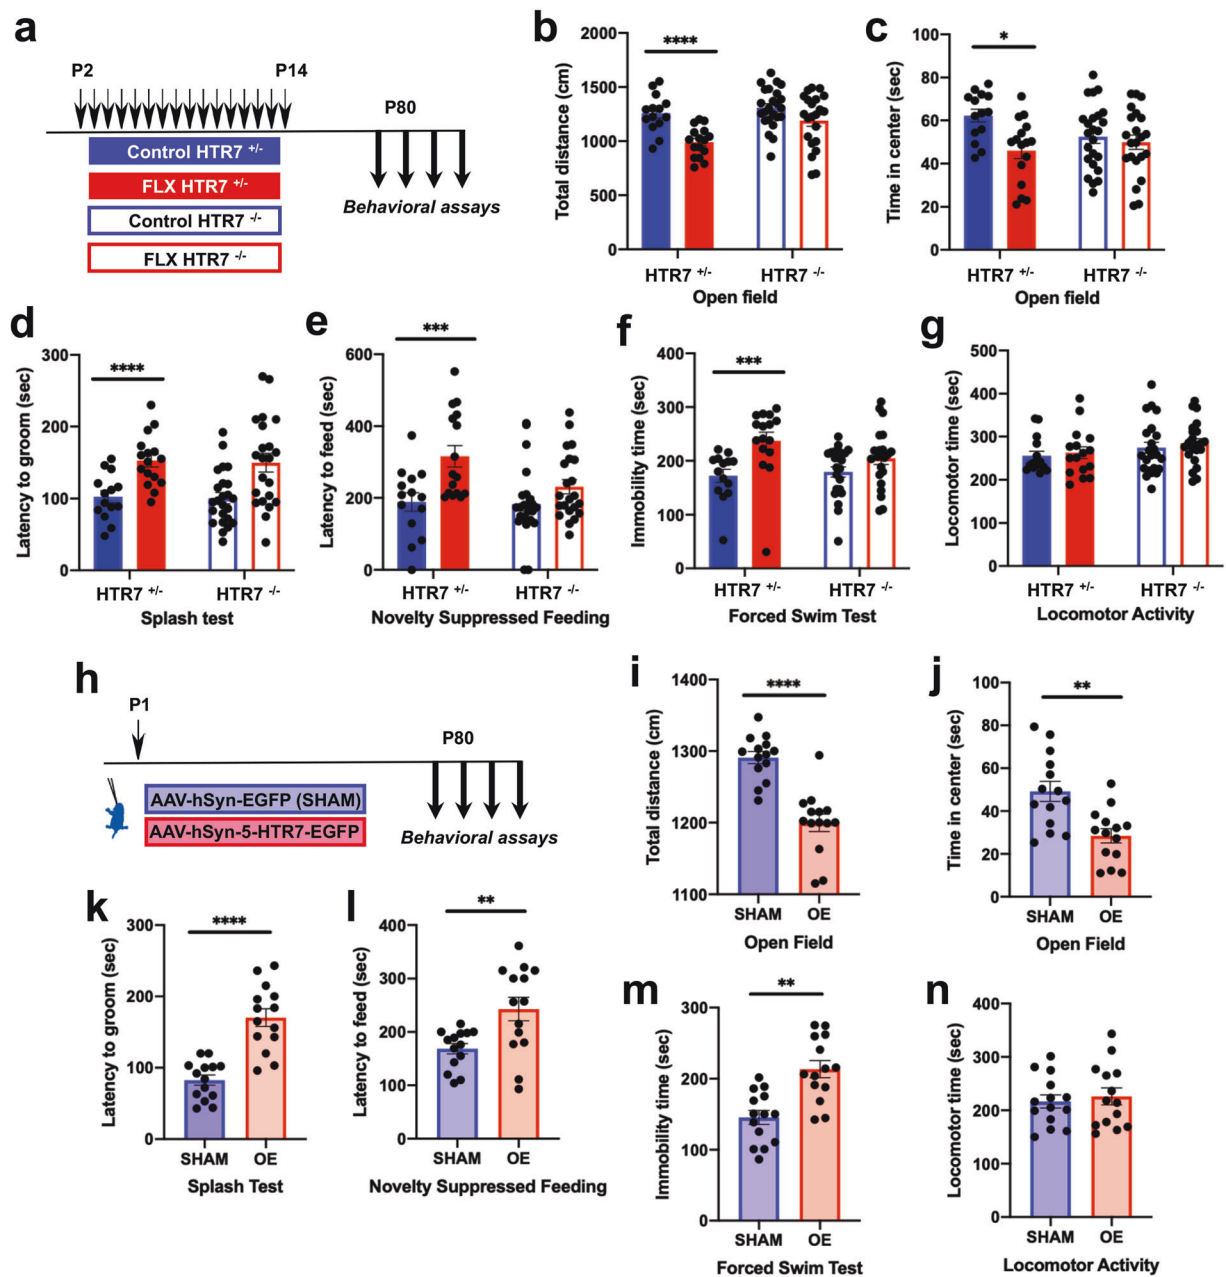 a
P2
P14
P80
Control HTR7 +/-
FLX HTR7 +/-
Control HTR7 -/-
FLX HTR7 -/-
Behavioral assays
b
Total distance (cm)
2000
1500
1000
500
0
****
HTR7 +/-
HTR7 -/-
Open field
c
Time in center (sec)
100
80
60
40
20
0
*
HTR7 +/-
HTR7 -/-
Open field
d
Latency to groom (sec)
300
200
100
0
****
HTR7 +/-
HTR7 -/-
Splash test
e
Latency to feed (sec)
600
400
200
0
***
HTR7 +/-
HTR7 -/-
Novelty Suppressed Feeding
f
Immobility time (sec)
400
300
200
100
0
***
HTR7 +/-
HTR7 -/-
Forced Swim Test
g
Locomotor time (sec)
500
400
300
200
100
0
HTR7 +/-
HTR7 -/-
Locomotor Activity
h
P1
P80
AAV-hSyn-EGFP (SHAM)
AAV-hSyn-5-HTR7-EGFP
Behavioral assays
i
Total distance (cm)
1400
1300
1200
1100
****
SHAM
OE
Open Field
j
Time in center (sec)
100
80
60
40
20
0
**
SHAM
OE
Open Field
k
Latency to groom (sec)
300
200
100
0
****
SHAM
OE
Splash Test
l
Latency to feed (sec)
400
300
200
100
0
**
SHAM
OE
Novelty Suppressed Feeding
m
Immobility time (sec)
300
200
100
0
**
SHAM
OE
Forced Swim Test
n
Locomotor time (sec)
400
300
200
100
0
SHAM
OE
Locomotor Activity